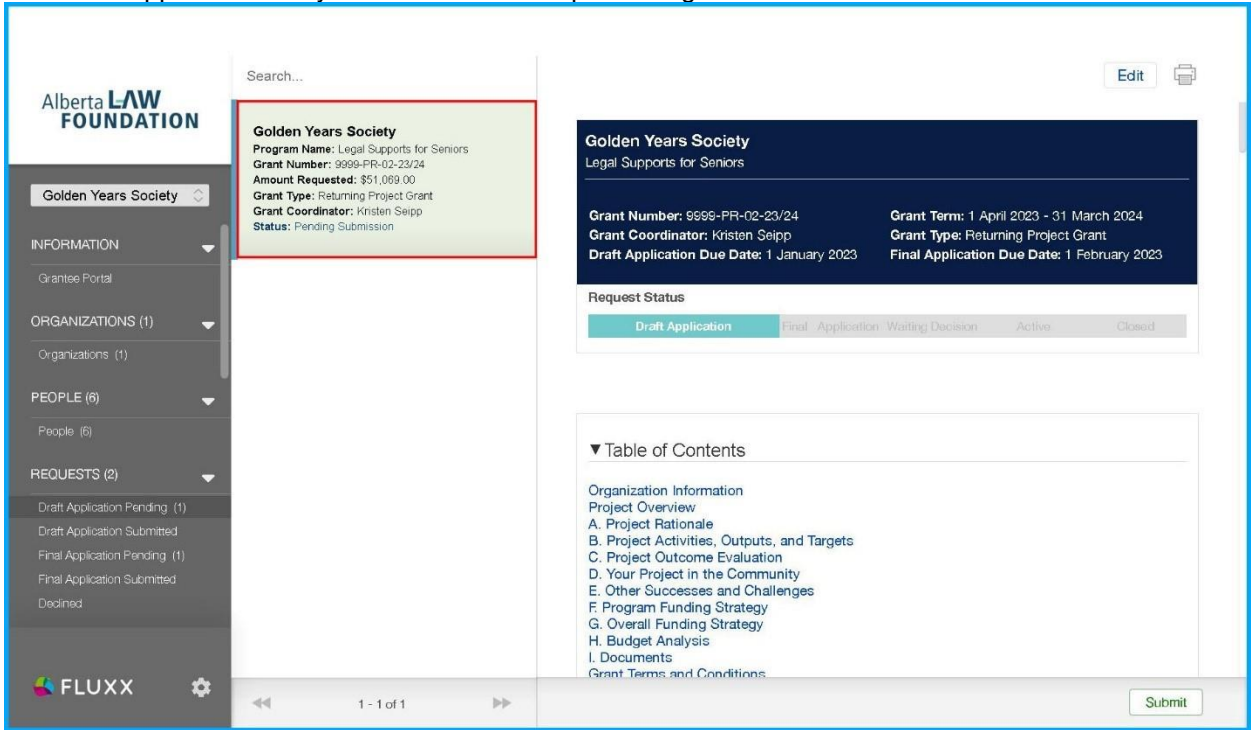 Alberta LAW
FOUNDATION
Golden Years Society
INFORMATION
Grantee Portal
ORGANIZATIONS (1)
Organizations (1)
PEOPLE (6)
People (6)
REQUESTS (2)
Draft Application Pending (1)
Draft Application Submitted
Final Application Pending (1)
Final Application Submitted
Declined
FLUXX
Search...
Golden Years Society
Program Name: Legal Supports for Seniors
Grant Number: 9999-PR-02-23/24
Amount Requested: $51,069.00
Grant Type: Returning Project Grant
Grant Coordinator: Kristen Seipp
Status: Pending Submission
1 - 1 of 1
Edit
Golden Years Society
Legal Supports for Seniors
Grant Number: 9999-PR-02-23/24
Grant Term: 1 April 2023 - 31 March 2024
Grant Coordinator: Kristen Seipp
Grant Type: Returning Project Grant
Draft Application Due Date: 1 January 2023
Final Application Due Date: 1 February 2023
Request Status
Draft Application
Final Application
Waiting Decision
Active
Closed
▼Table of Contents
Organization Information
Project Overview
A. Project Rationale
B. Project Activities, Outputs, and Targets
C. Project Outcome Evaluation
D. Your Project in the Community
E. Other Successes and Challenges
F. Program Funding Strategy
G. Overall Funding Strategy
H. Budget Analysis
I. Documents
Grant Terms and Conditions
Submit